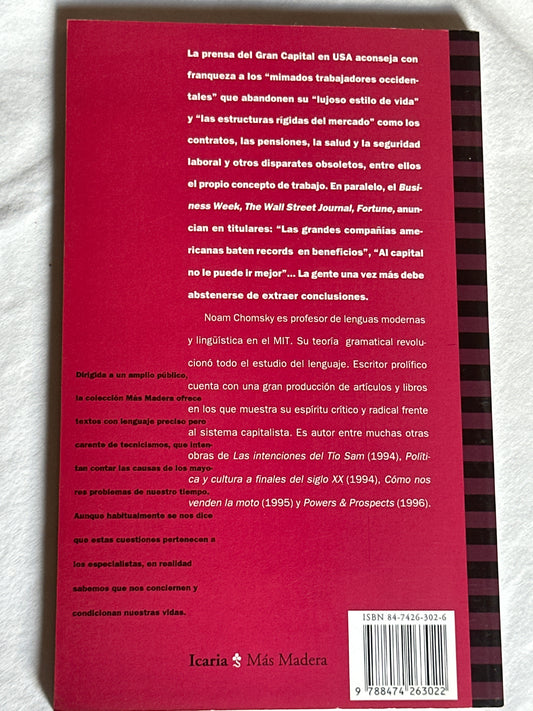 La prensa del Gran Capital en USA aconseja con
franqueza a los “mimados trabajadores occiden-
tales” que abandonen su “lujoso estilo de vida”
y “las estructuras rígidas del mercado” como los
contratos, las pensiones, la salud y la seguridad
laboral y otros disparates obsoletos, entre ellos
el propio concepto de trabajo. En paralelo, el Busi-
ness Week, The Wall Street Journal, Fortune, anun-
cian en titulares: “Las grandes compañías ame-
ricanas baten records en beneficios”, “Al capital
no le puede ir mejor”... La gente una vez más debe
abstenerse de extraer conclusiones.
Noam Chomsky es profesor de lenguas modernas
y lingüística en el MIT. Su teoría gramatical revolu-
cionó todo el estudio del lenguaje. Escritor prolífico
cuenta con una gran producción de artículos y libros
en los que muestra su espíritu crítico y radical frente
al sistema capitalista. Es autor entre muchas otras
obras de Las intenciones del Tío Sam (1994), Políti-
ca y cultura a finales del siglo XX (1994), Cómo nos
venden la moto (1995) y Powers & Prospects (1996).
Dirigida a un amplio público,
la colección Más Madera ofrece
textos con lenguaje preciso pero
carente de tecnicismos, que inten-
tan contar las causas de los mayo-
res problemas de nuestro tiempo.
Aunque habitualmente se nos dice
que estas cuestiones pertenecen a
los especialistas, en realidad
sabemos que nos conciernen y
condicionan nuestras vidas.
Icaria Más Madera
ISBN 84-7426-302-6
9 788474 263022